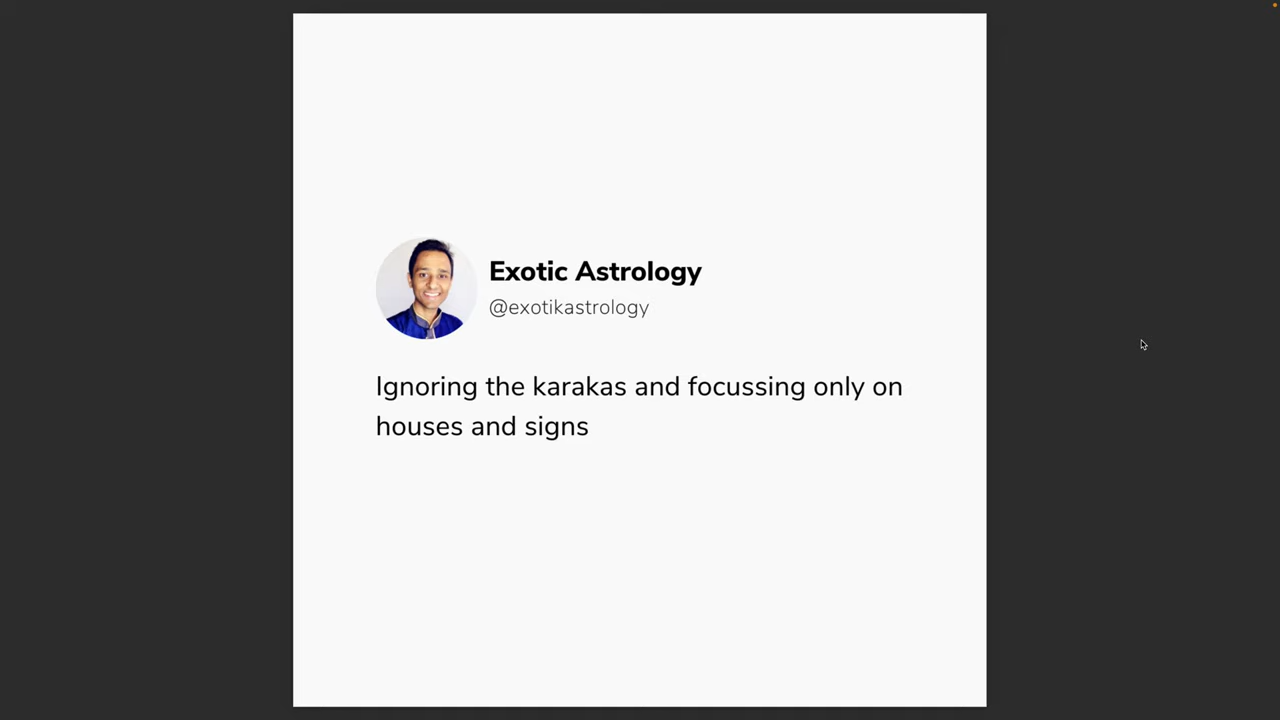 Exotic Astrology
@exotikastrology
Ignoring the karakas and focussing only on
houses and signs